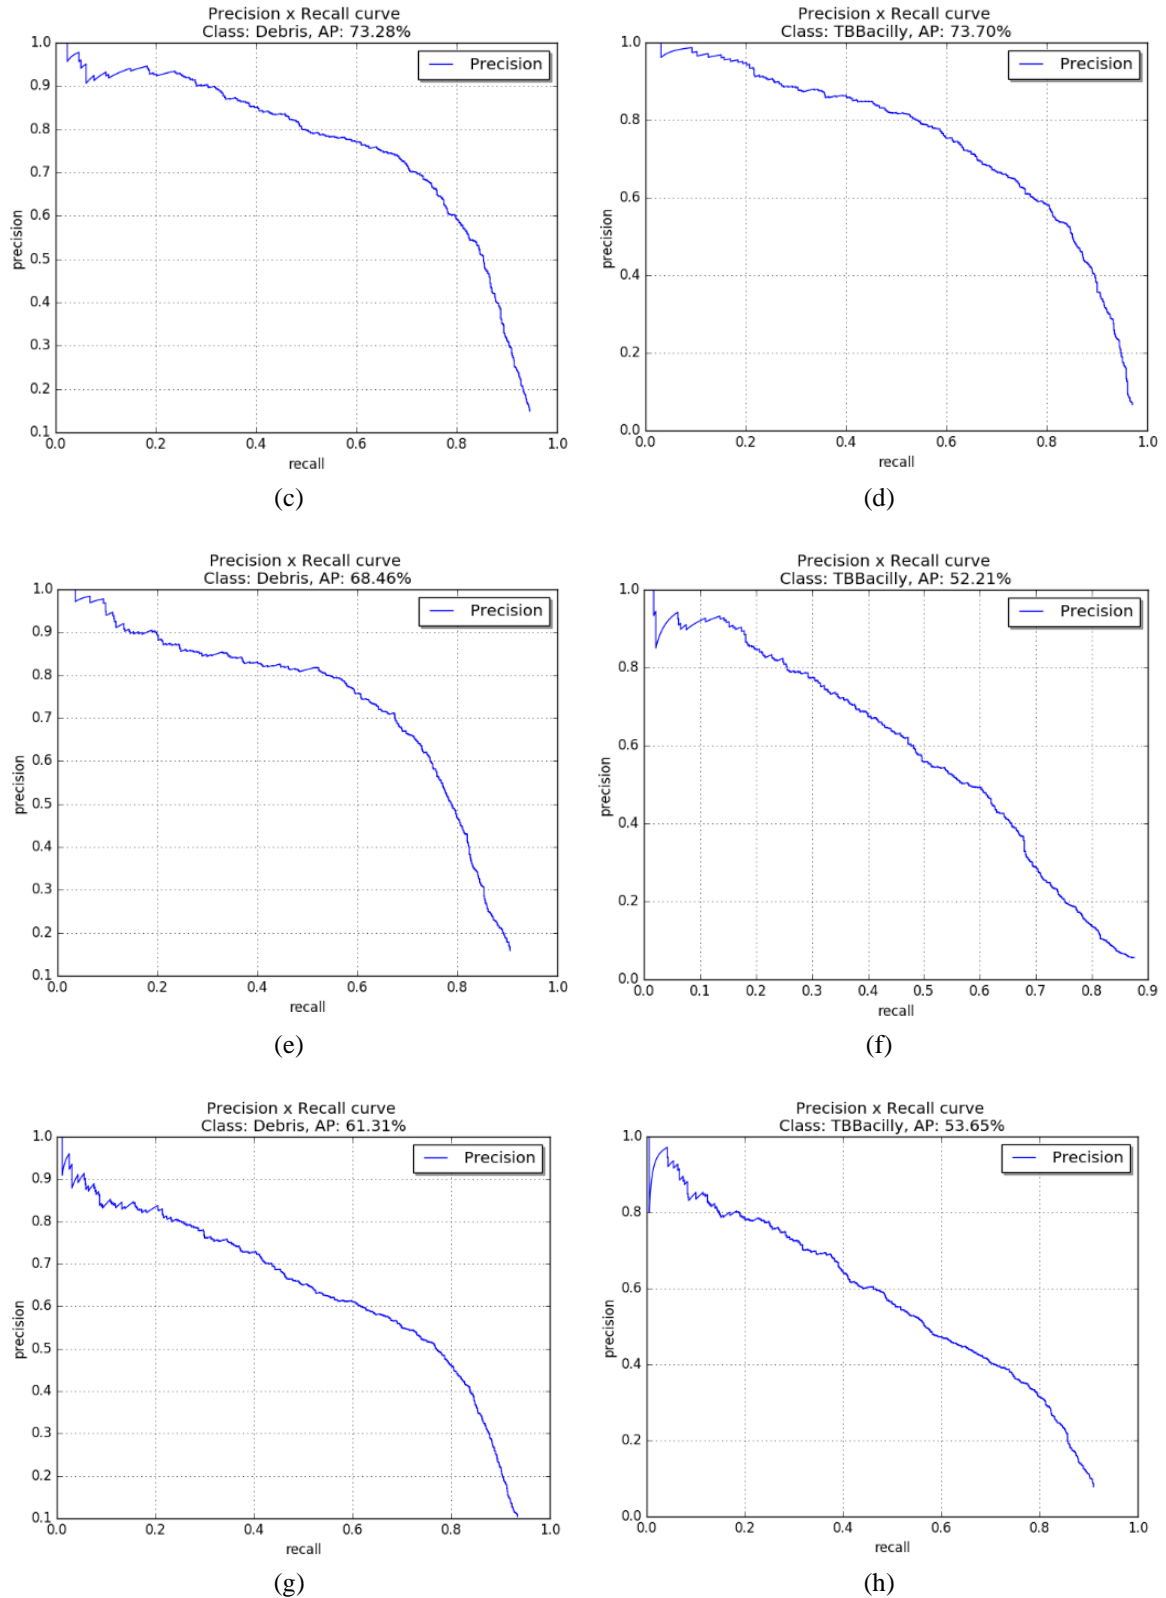 Precision x Recall curve
Class: Debris, AP: 73.28%
Precision
1.0
0.9
0.8
0.7
0.6
0.5
0.4
0.3
0.2
0.1
precision
0.0 0.2 0.4 0.6 0.8 1.0
recall
(c)
Precision x Recall curve
Class: TBBacilly, AP: 73.70%
Precision
1.0
0.8
0.6
0.4
0.2
0.0
precision
0.0 0.2 0.4 0.6 0.8 1.0
recall
(d)
Precision x Recall curve
Class: Debris, AP: 68.46%
Precision
1.0
0.9
0.8
0.7
0.6
0.5
0.4
0.3
0.2
0.1
precision
0.0 0.2 0.4 0.6 0.8 1.0
recall
(e)
Precision x Recall curve
Class: TBBacilly, AP: 52.21%
Precision
1.0
0.8
0.6
0.4
0.2
0.0
precision
0.0 0.1 0.2 0.3 0.4 0.5 0.6 0.7 0.8 0.9
recall
(f)
Precision x Recall curve
Class: Debris, AP: 61.31%
Precision
1.0
0.9
0.8
0.7
0.6
0.5
0.4
0.3
0.2
0.1
precision
0.0 0.2 0.4 0.6 0.8 1.0
recall
(g)
Precision x Recall curve
Class: TBBacilly, AP: 53.65%
Precision
1.0
0.8
0.6
0.4
0.2
0.0
precision
0.0 0.2 0.4 0.6 0.8 1.0
recall
(h)